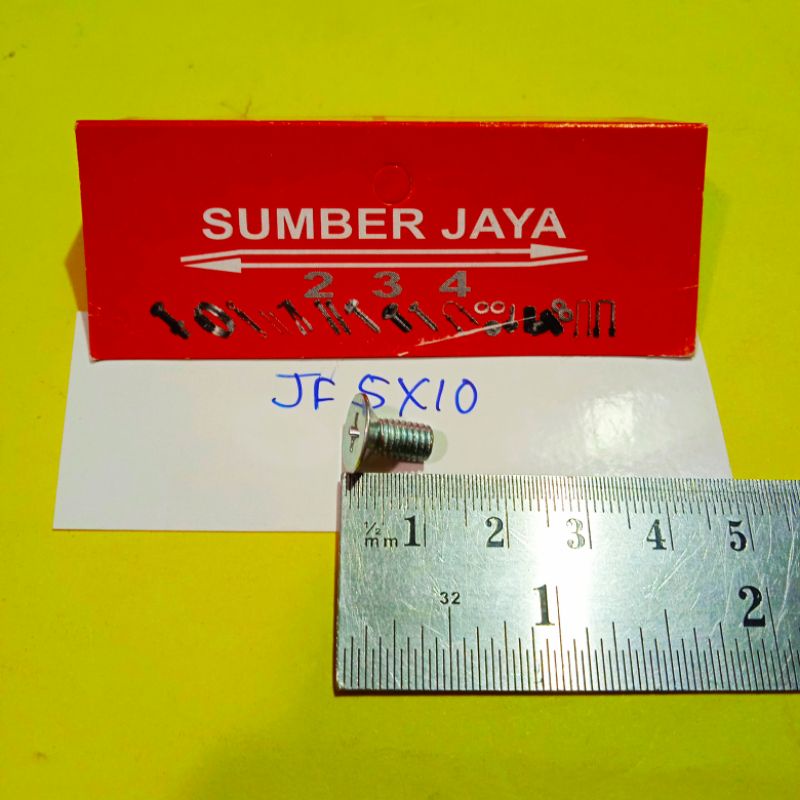 SUMBER JAYA
2 3 4
JF 5X10
1/2 mm 1 2 3 4 5
32 1 2